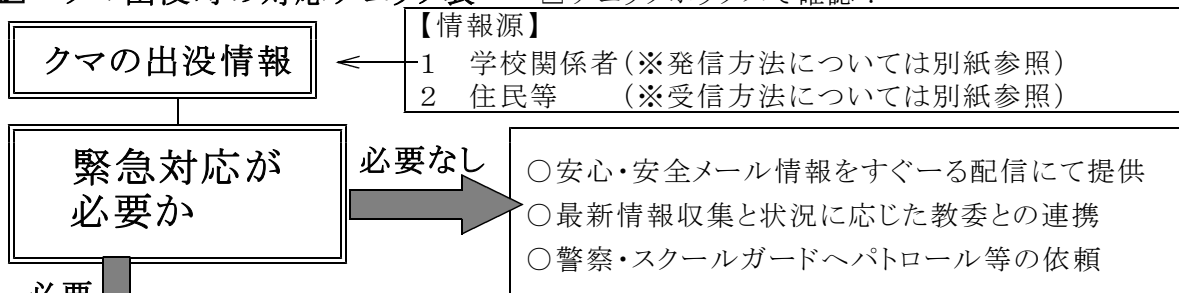 クマの出没情報
【情報源】
1 学校関係者(※発信方法については別紙参照)
2 住民等 (※受信方法については別紙参照)
緊急対応が
必要か
必要なし
○安心・安全メール情報をすぐーる配信にて提供
○最新情報収集と状況に応じた教委との連携
○警察・スクールガードへパトロール等の依頼
必要